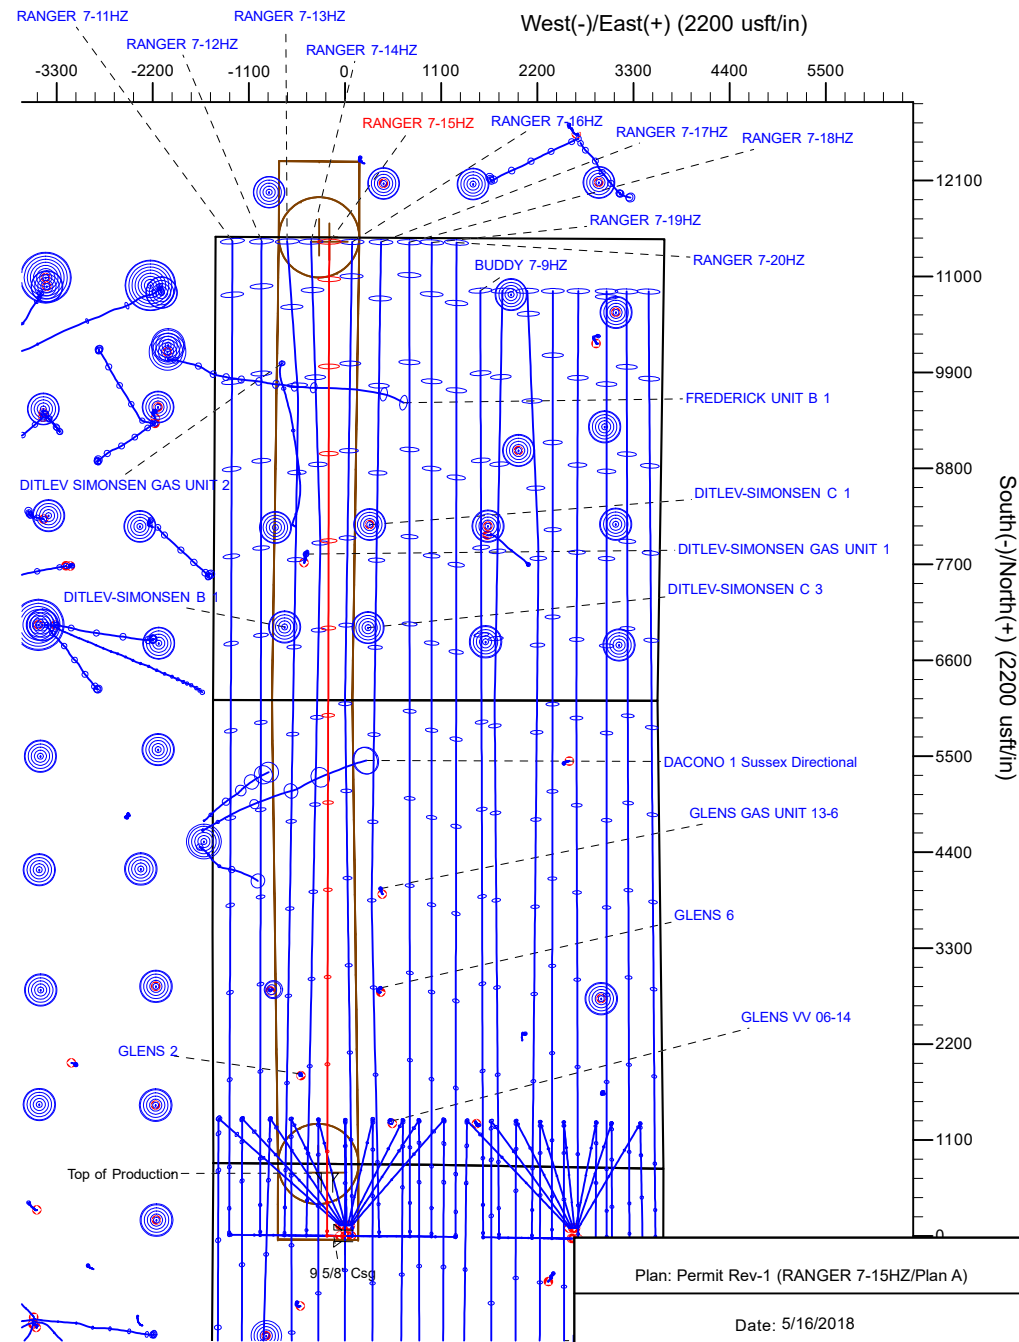 RANGER 7-11HZ
RANGER 7-13HZ
West(-)/East(+) (2200 usft/in)
RANGER 7-12HZ
RANGER 7-14HZ
-3300
-2200
-1100
0
1100
2200
3300
4400
5500
RANGER 7-15HZ
RANGER 7-16HZ
RANGER 7-17HZ
RANGER 7-18HZ
12100
RANGER 7-19HZ
RANGER 7-20HZ
BUDDY 7-9HZ
11000
9900
FREDERICK UNIT B 1
8800
DITLEV SIMONSEN GAS UNIT 2
DITLEV-SIMONSEN C 1
South(-)/North(+) (2200 usft/in)
DITLEV-SIMONSEN GAS UNIT 1
7700
DITLEV-SIMONSEN B 1
DITLEV-SIMONSEN C 3
6600
5500
DACONO 1 Sussex Directional
GLENS GAS UNIT 13-6
4400
GLENS 6
3300
GLENS VV 06-14
2200
GLENS 2
1100
Top of Production
0
9 5/8" Csg
Plan: Permit Rev-1 (RANGER 7-15HZ/Plan A)
Date: 5/16/2018